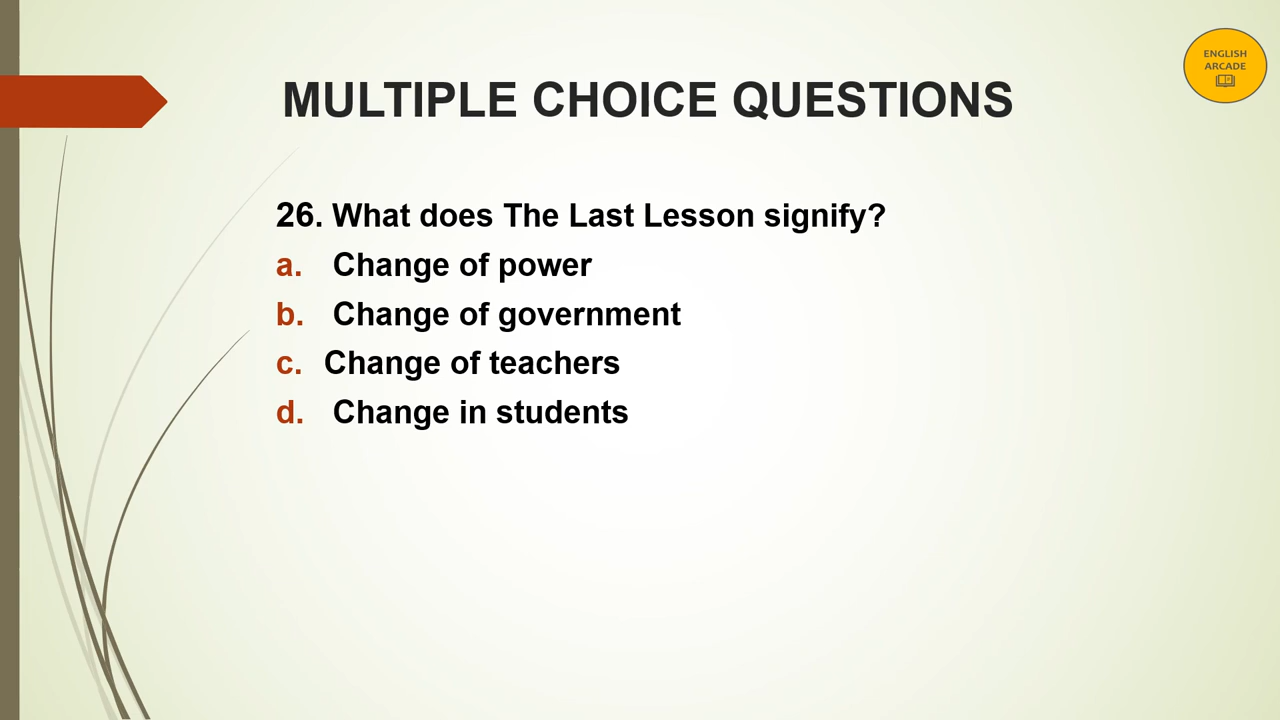 ENGLISH
ARCADE
MULTIPLE CHOICE QUESTIONS
26. What does The Last Lesson signify?
a. Change of power
b. Change of government
c. Change of teachers
d. Change in students